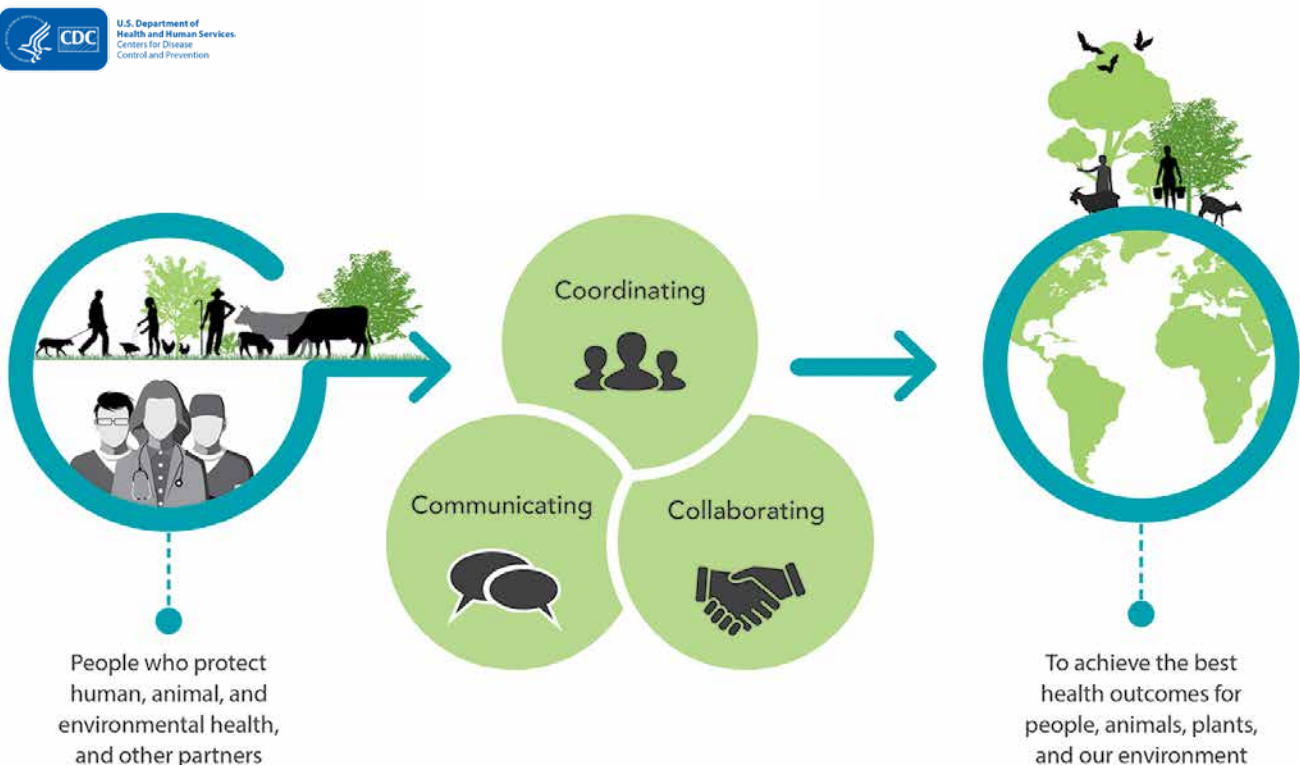 CDC
U.S. Department of
Health and Human Services
Centers for Disease
Control and Prevention
Coordinating
Communicating
Collaborating
People who protect
human, animal, and
environmental health,
and other partners
To achieve the best
health outcomes for
people, animals, plants,
and our environment